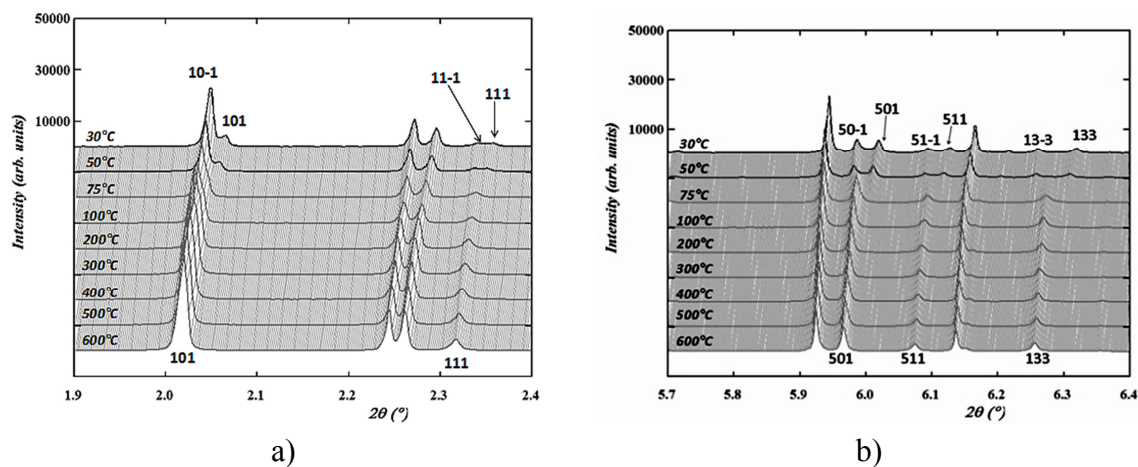 50000
30000
10000
Intensity (arb. units)
10-1
101
11-1
111
30°C
50°C
75°C
100°C
200°C
300°C
400°C
500°C
600°C
101
111
1.9 2.0 2.1 2.2 2.3 2.4
2θ (°)
a)
50000
30000
10000
Intensity (arb. units)
50-1
501
51-1
511
13-3
133
30°C
50°C
75°C
100°C
200°C
300°C
400°C
500°C
600°C
501
511
133
5.7 5.8 5.9 6.0 6.1 6.2 6.3 6.4
2θ (°)
b)